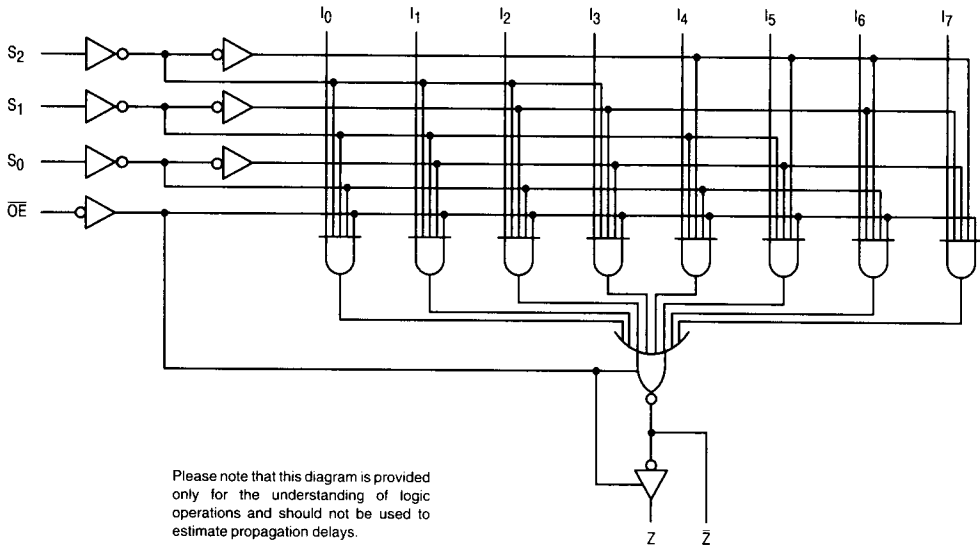 I0 I1 I2 I3 I4 I5 I6 I7
S2
S1
S0
O̅E̅
Please note that this diagram is provided
only for the understanding of logic
operations and should not be used to
estimate propagation delays.
Z Z̅